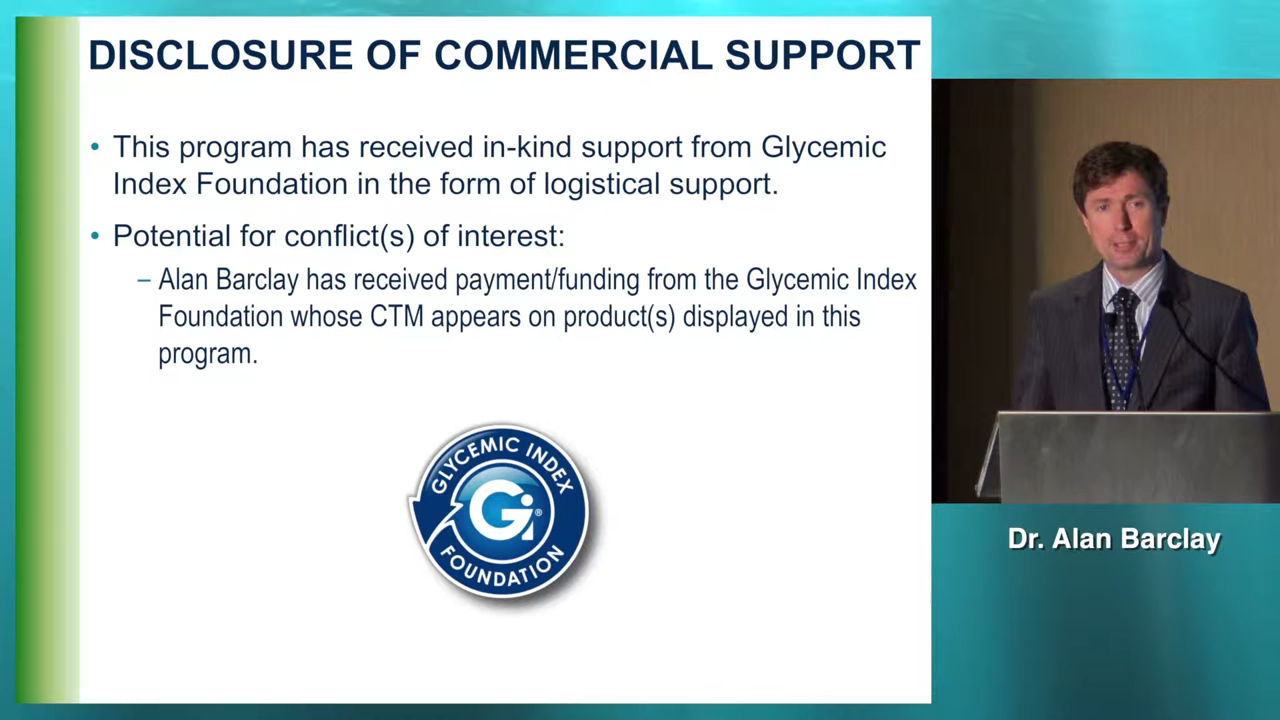 DISCLOSURE OF COMMERCIAL SUPPORT
• This program has received in-kind support from Glycemic
Index Foundation in the form of logistical support.
• Potential for conflict(s) of interest:
– Alan Barclay has received payment/funding from the Glycemic Index
Foundation whose CTM appears on product(s) displayed in this
program.
GLYCEMIC INDEX
Gi®
FOUNDATION
Dr. Alan Barclay